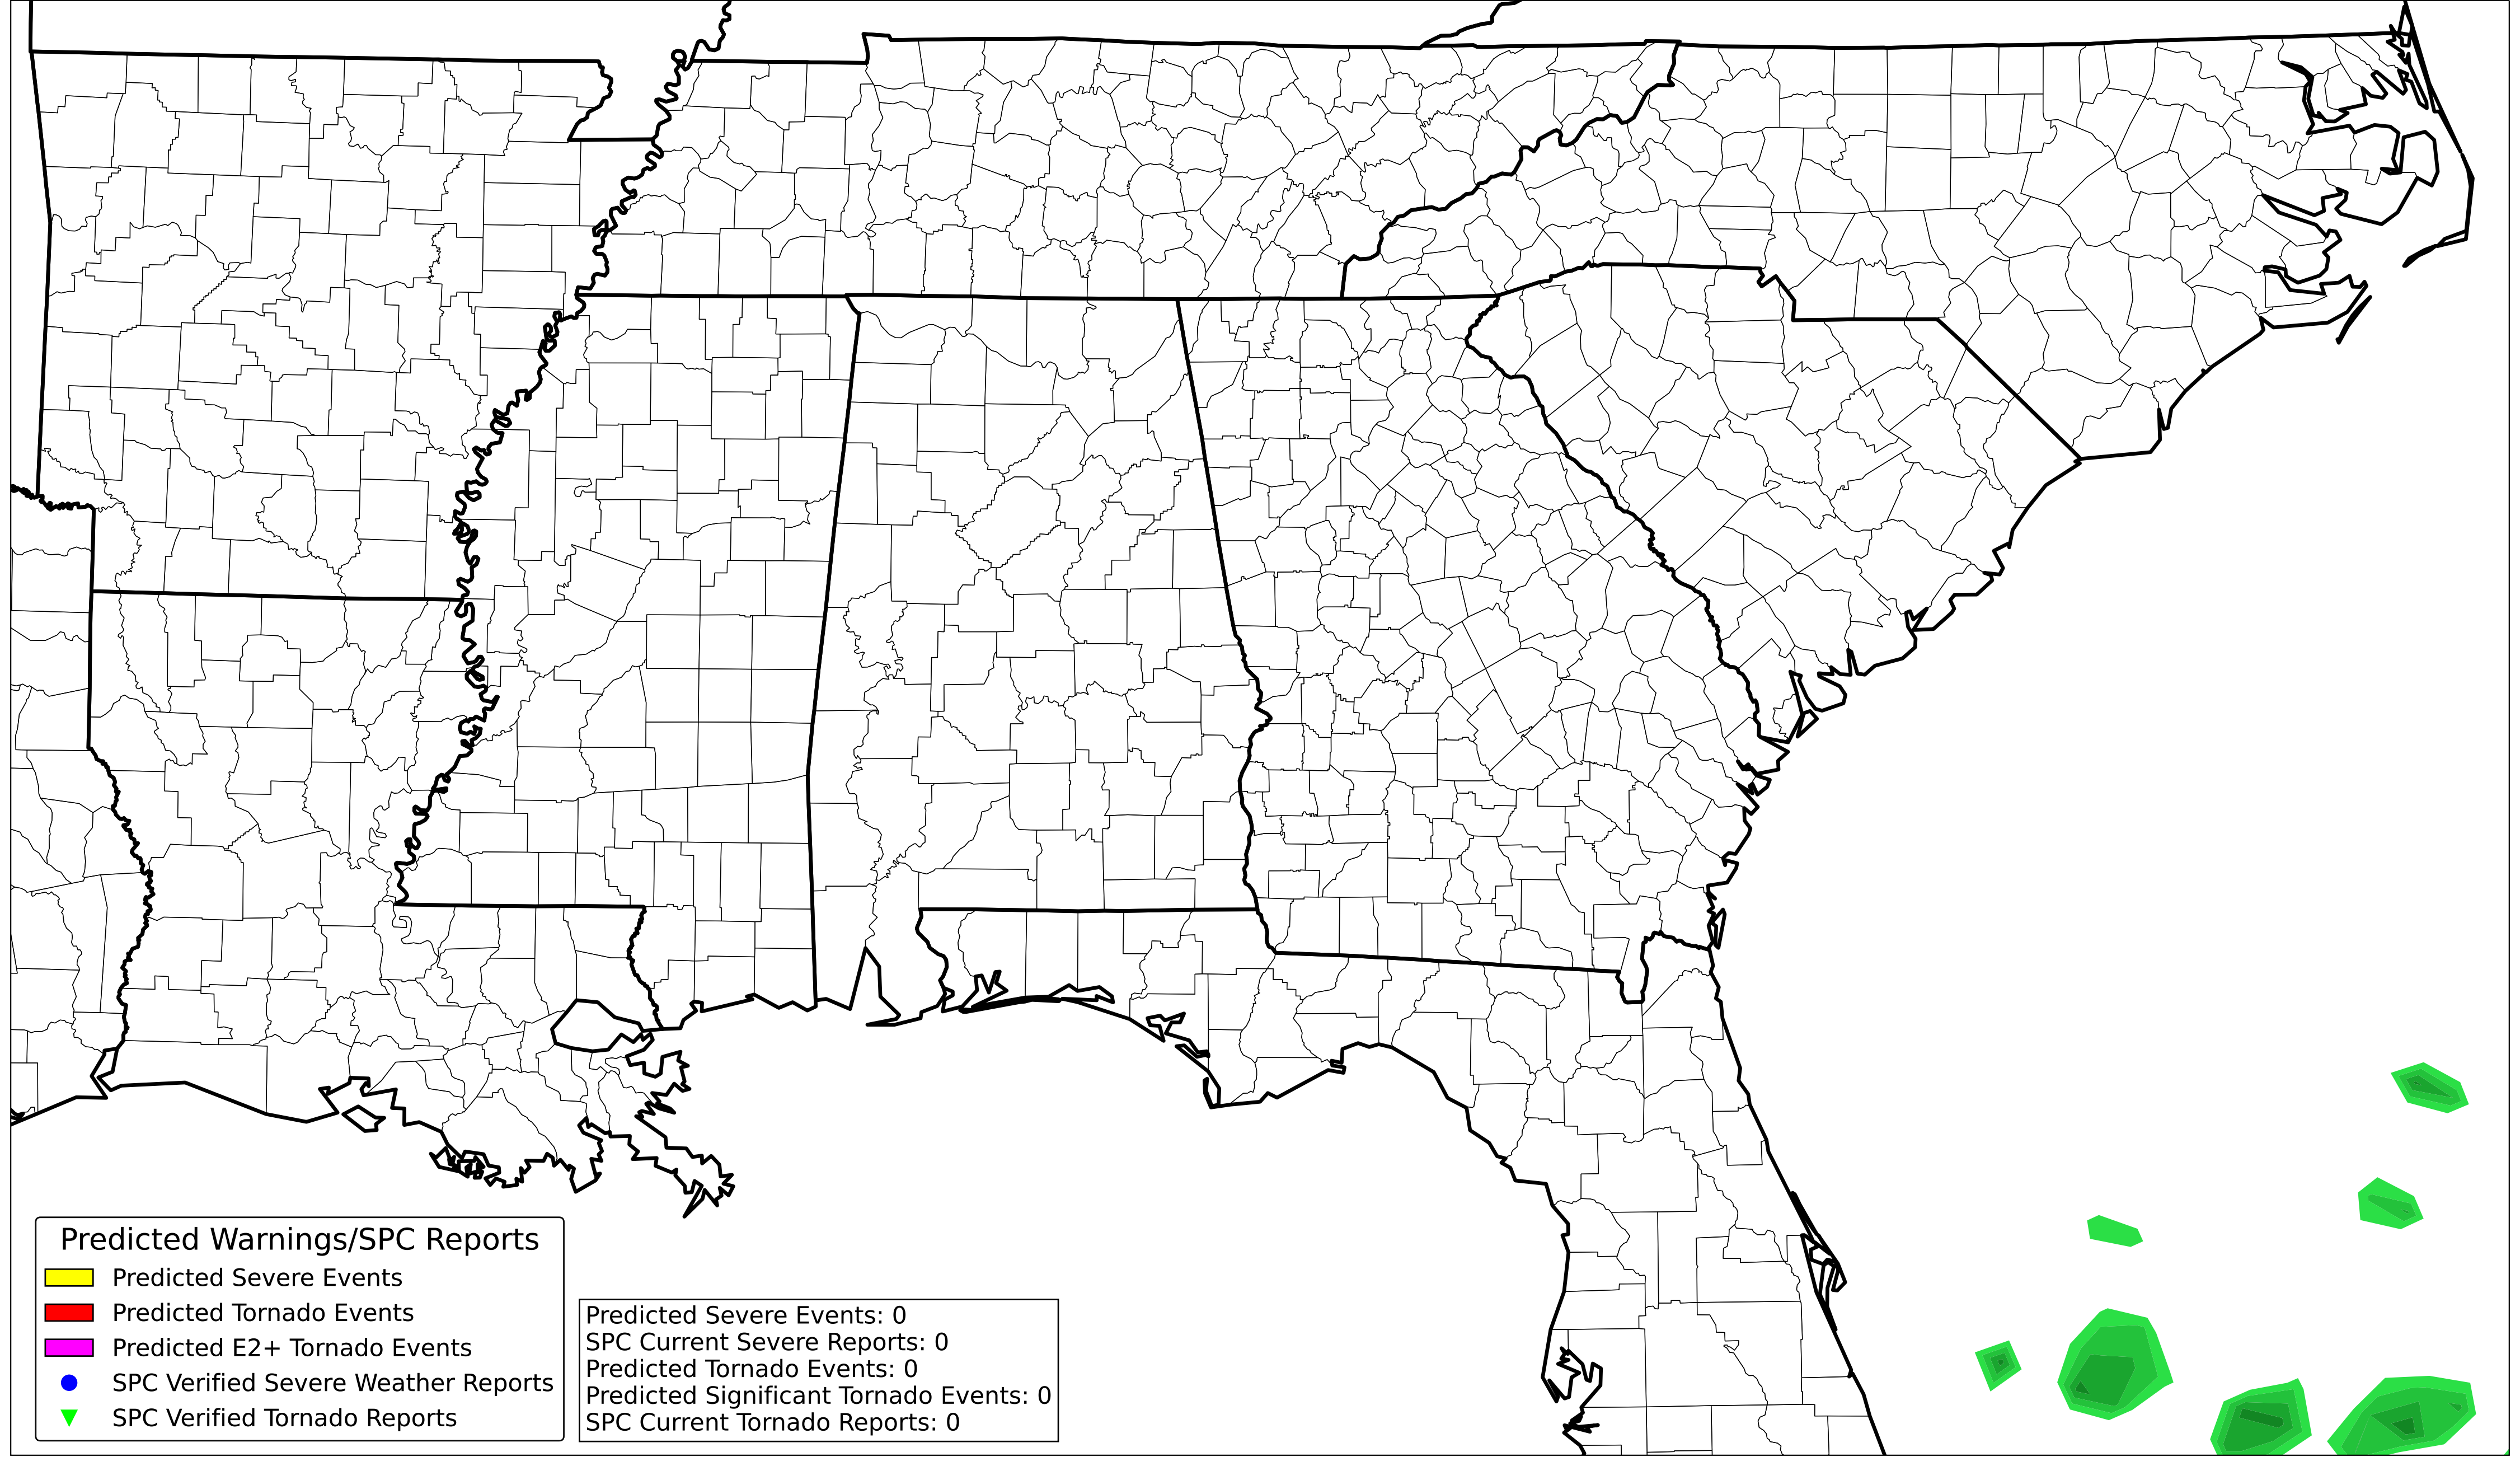 Predicted Warnings/SPC Reports
Predicted Severe Events
Predicted Tornado Events
Predicted E2+ Tornado Events
SPC Verified Severe Weather Reports
SPC Verified Tornado Reports
Predicted Severe Events: 0
SPC Current Severe Reports: 0
Predicted Tornado Events: 0
Predicted Significant Tornado Events: 0
SPC Current Tornado Reports: 0